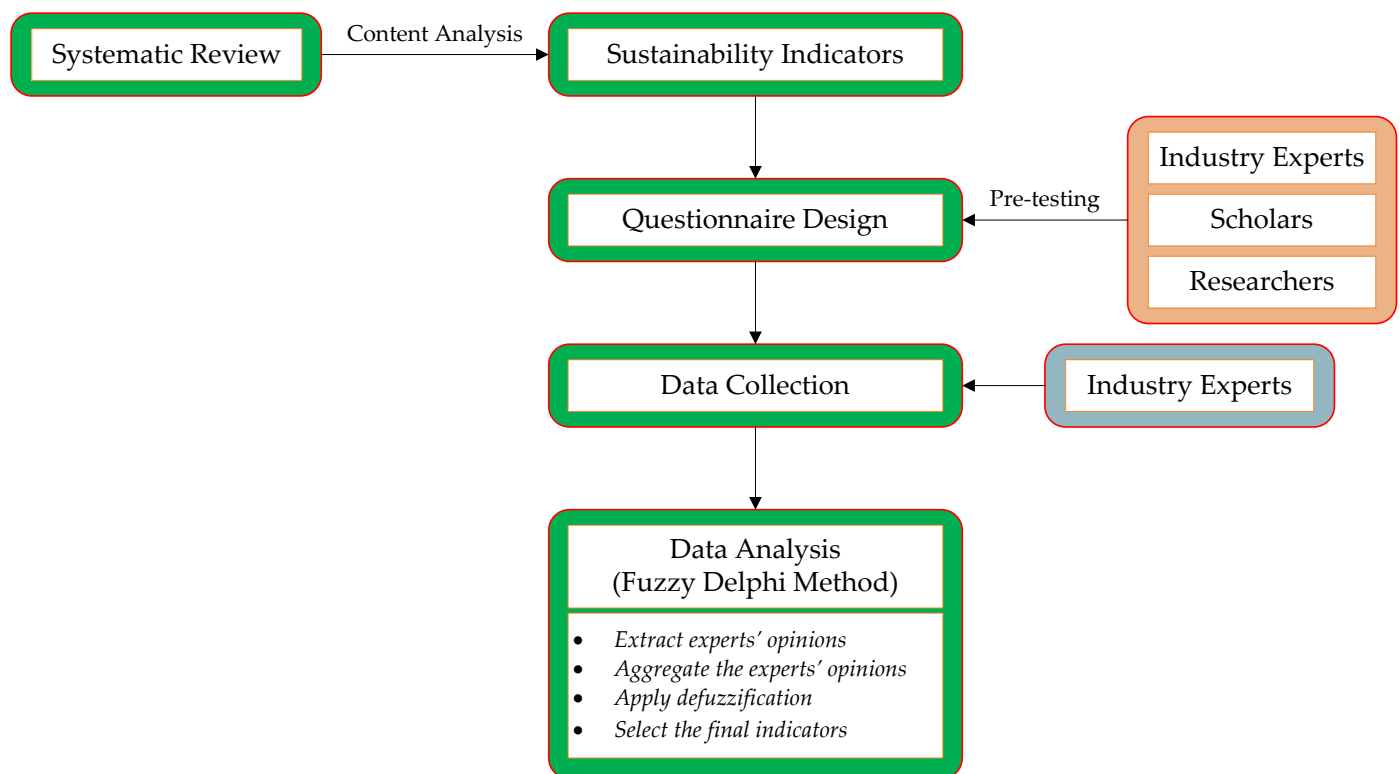 Systematic Review
Content Analysis
Sustainability Indicators
Industry Experts
Scholars
Researchers
Pre-testing
Questionnaire Design
Data Collection
Industry Experts
Data Analysis
(Fuzzy Delphi Method)
• Extract experts’ opinions
• Aggregate the experts’ opinions
• Apply defuzzification
• Select the final indicators